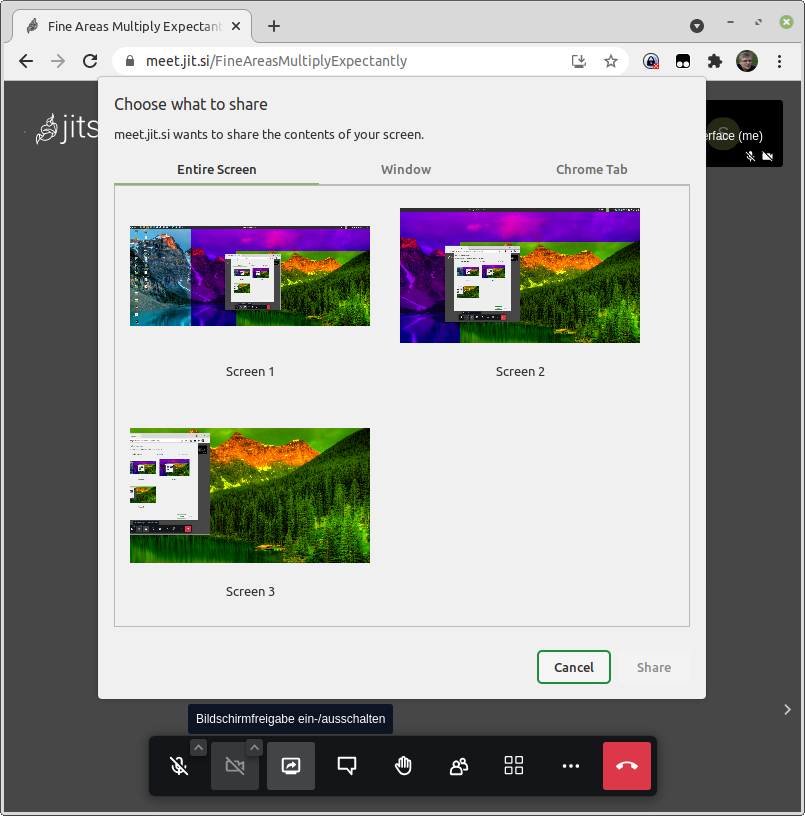 Fine Areas Multiply Expectant
meet.jit.si/FineAreasMultiplyExpectantly
jits
erface (me)
Choose what to share
meet.jit.si wants to share the contents of your screen.
Entire Screen
Window
Chrome Tab
Screen 1
Screen 2
Screen 3
Cancel
Share
Bildschirmfreigabe ein-/ausschalten